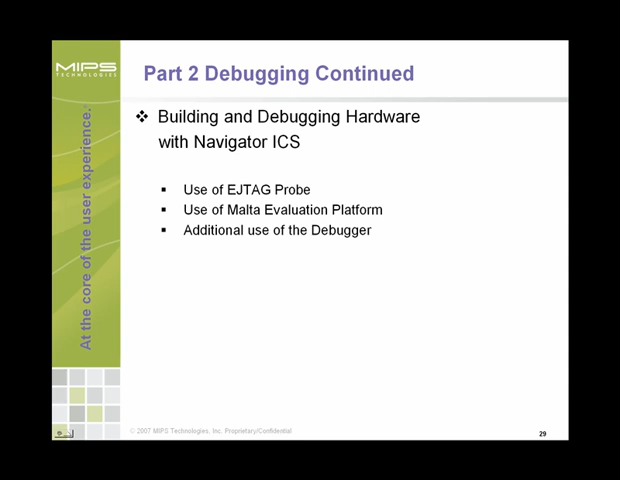 MIPS
TECHNOLOGIES
At the core of the user experience.
Part 2 Debugging Continued
Building and Debugging Hardware
with Navigator ICS
Use of EJTAG Probe
Use of Malta Evaluation Platform
Additional use of the Debugger
© 2007 MIPS Technologies, Inc. Proprietary/Confidential
29